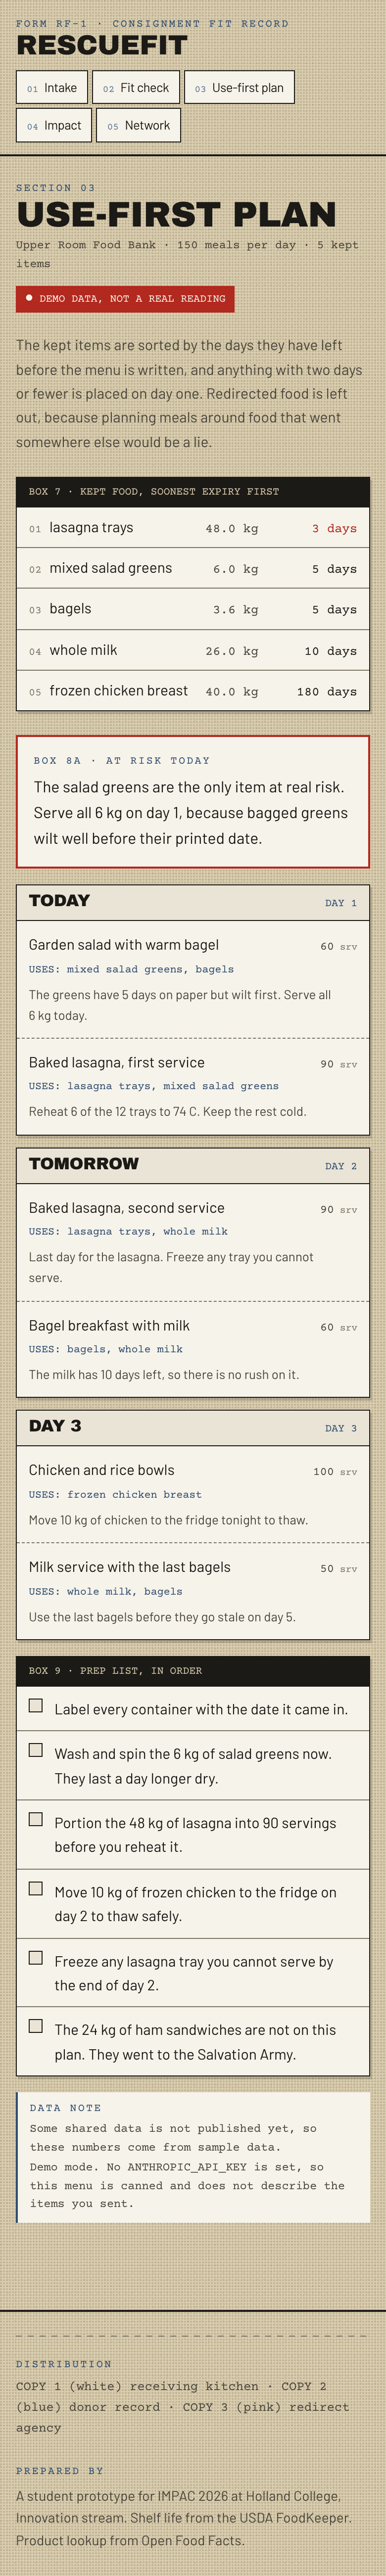 FORM RF-1 · CONSIGNMENT FIT RECORD
RESCUEFIT
01 Intake
02 Fit check
03 Use-first plan
04 Impact
05 Network
SECTION 03
USE-FIRST PLAN
Upper Room Food Bank · 150 meals per day · 5 kept
items
DEMO DATA, NOT A REAL READING
The kept items are sorted by the days they have left
before the menu is written, and anything with two days
or fewer is placed on day one. Redirected food is left
out, because planning meals around food that went
somewhere else would be a lie.
BOX 7 · KEPT FOOD, SOONEST EXPIRY FIRST
01 lasagna trays 48.0 kg 3 days
02 mixed salad greens 6.0 kg 5 days
03 bagels 3.6 kg 5 days
04 whole milk 26.0 kg 10 days
05 frozen chicken breast 40.0 kg 180 days
BOX 8A · AT RISK TODAY
The salad greens are the only item at real risk.
Serve all 6 kg on day 1, because bagged greens
wilt well before their printed date.
TODAY DAY 1
Garden salad with warm bagel 60 srv
USES: mixed salad greens, bagels
The greens have 5 days on paper but wilt first. Serve all
6 kg today.
Baked lasagna, first service 90 srv
USES: lasagna trays, mixed salad greens
Reheat 6 of the 12 trays to 74 C. Keep the rest cold.
TOMORROW DAY 2
Baked lasagna, second service 90 srv
USES: lasagna trays, whole milk
Last day for the lasagna. Freeze any tray you cannot
serve.
Bagel breakfast with milk 60 srv
USES: bagels, whole milk
The milk has 10 days left, so there is no rush on it.
DAY 3 DAY 3
Chicken and rice bowls 100 srv
USES: frozen chicken breast
Move 10 kg of chicken to the fridge tonight to thaw.
Milk service with the last bagels 50 srv
USES: whole milk, bagels
Use the last bagels before they go stale on day 5.
BOX 9 · PREP LIST, IN ORDER
Label every container with the date it came in.
Wash and spin the 6 kg of salad greens now.
They last a day longer dry.
Portion the 48 kg of lasagna into 90 servings
before you reheat it.
Move 10 kg of frozen chicken to the fridge on
day 2 to thaw safely.
Freeze any lasagna tray you cannot serve by
the end of day 2.
The 24 kg of ham sandwiches are not on this
plan. They went to the Salvation Army.
DATA NOTE
Some shared data is not published yet, so
these numbers come from sample data.
Demo mode. No ANTHROPIC_API_KEY is set, so
this menu is canned and does not describe the
items you sent.
DISTRIBUTION
COPY 1 (white) receiving kitchen · COPY 2
(blue) donor record · COPY 3 (pink) redirect
agency
PREPARED BY
A student prototype for IMPAC 2026 at Holland College,
Innovation stream. Shelf life from the USDA FoodKeeper.
Product lookup from Open Food Facts.